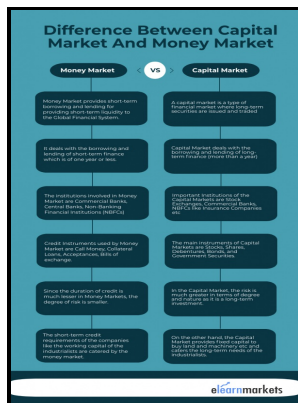 Difference Between Capital
Market And Money Market
Money Market
VS
Capital Market
Money Market provides short-term
borrowing and lending for
providing short-term liquidity to
the Global Financial System.
A capital market is a type of
financial market where long-term
securities are issued and traded
It deals with the borrowing and
lending of short-term finance
which is of one year or less.
Capital Market deals with the
borrowing and lending of long-
term finance (more than a year)
The institutions involved in Money
Market are Commercial Banks,
Central Banks, Non-Banking
Financial Institutions (NBFCs)
Important Institutions of the
Capital Markets are Stock
Exchanges, Commercial Banks,
NBFCs like Insurance Companies
etc
Credit Instruments used by Money
Market are Call Money, Collateral
Loans, Acceptances, Bills of
exchange.
The main instruments of Capital
Markets are Stocks, Shares,
Debentures, Bonds, and
Government Securities.
Since the duration of credit is
much lesser in Money Markets, the
degree of risk is smaller.
In the Capital Market, the risk is
much greater in terms of degree
and nature as it is a long-term
investment.
The short-term credit
requirements of the companies
like the working capital of the
industrialists are catered by the
money market.
On the other hand, the Capital
Market provides fixed capital to
buy land and machinery etc and
caters the long-term needs of the
industrialists.
elearnmarkets